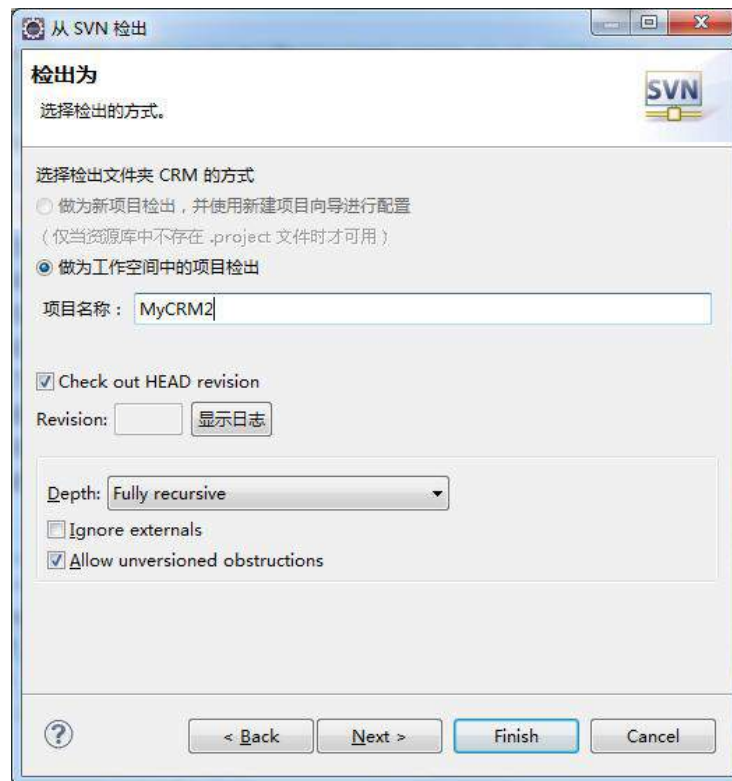 从 SVN 检出
检出为
选择检出的方式。
SVN
选择检出文件夹 CRM 的方式
做为新项目检出，并使用新建项目向导进行配置
（仅当资源库中不存在 .project 文件时才可用）
做为工作空间中的项目检出
项目名称： MyCRM2
Check out HEAD revision
Revision: 显示日志
Depth: Fully recursive
Ignore externals
Allow unversioned obstructions
? < Back Next > Finish Cancel